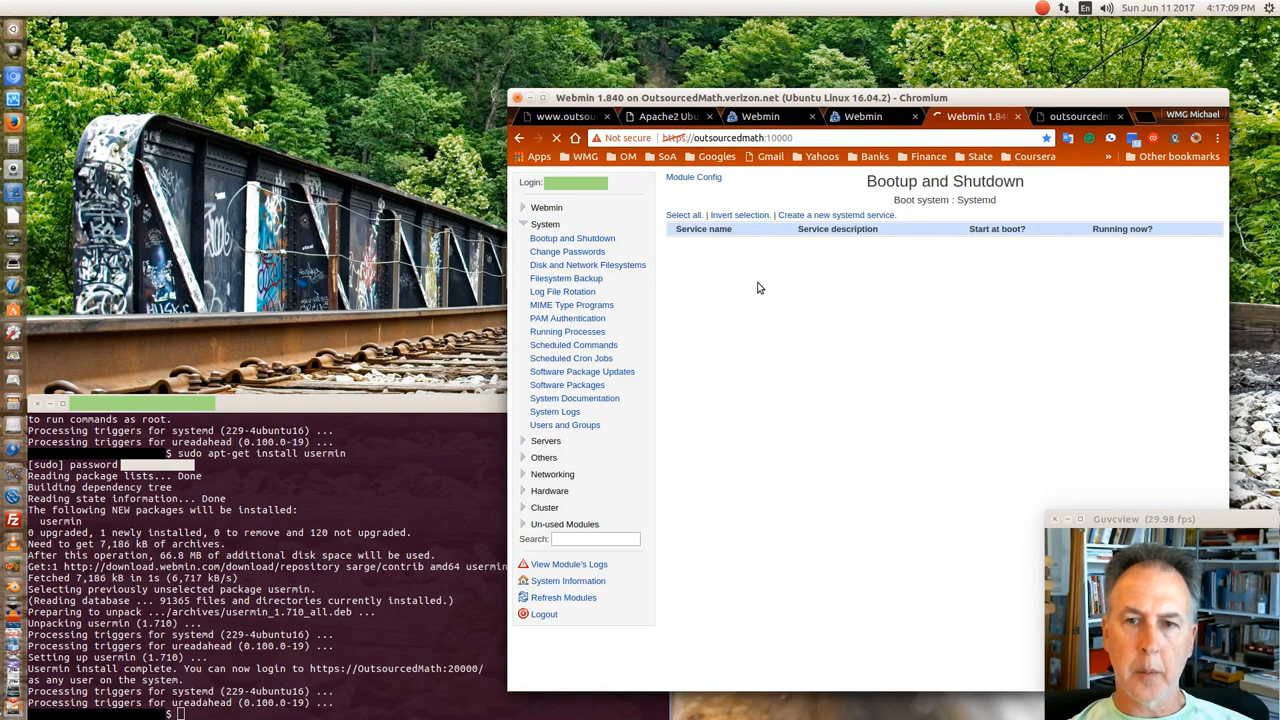 En
Sun Jun 11 2017 4:17:09 PM
Webmin 1.840 on OutsourcedMath.verizon.net (Ubuntu Linux 16.04.2) - Chromium
www.outsou
Apache2 Ubu
Webmin
Webmin
Webmin 1.84
outsourcedm
WMG Michael
Not secure
https://outsourcedmath:10000
Apps
WMG
OM
SoA
Googles
Gmail
Yahoos
Banks
Finance
State
Coursera
»
Other bookmarks
Login:
Webmin
System
Bootup and Shutdown
Change Passwords
Disk and Network Filesystems
Filesystem Backup
Log File Rotation
MIME Type Programs
PAM Authentication
Running Processes
Scheduled Commands
Scheduled Cron Jobs
Software Package Updates
Software Packages
System Documentation
System Logs
Users and Groups
Servers
Others
Networking
Hardware
Cluster
Un-used Modules
Search:
View Module's Logs
System Information
Refresh Modules
Logout
Module Config
Bootup and Shutdown
Boot system : Systemd
Select all. | Invert selection. | Create a new systemd service.
Service name Service description Start at boot? Running now?
to run commands as root.
Processing triggers for systemd (229-4ubuntu16) ...
Processing triggers for ureadahead (0.100.0-19) ...
$ sudo apt-get install usermin
[sudo] password
Reading package lists... Done
Building dependency tree
Reading state information... Done
The following NEW packages will be installed:
usermin
0 upgraded, 1 newly installed, 0 to remove and 120 not upgraded.
Need to get 7,186 kB of archives.
After this operation, 66.8 MB of additional disk space will be used.
Get:1 http://download.webmin.com/download/repository sarge/contrib amd64 usermin
Fetched 7,186 kB in 1s (6,717 kB/s)
Selecting previously unselected package usermin.
(Reading database ... 91365 files and directories currently installed.)
Preparing to unpack .../archives/usermin_1.710_all.deb ...
Unpacking usermin (1.710) ...
Processing triggers for systemd (229-4ubuntu16) ...
Processing triggers for ureadahead (0.100.0-19) ...
Setting up usermin (1.710) ...
Usermin install complete. You can now login to https://OutsourcedMath:20000/
as any user on the system.
Processing triggers for systemd (229-4ubuntu16) ...
Processing triggers for ureadahead (0.100.0-19) ...
$
Guvcview (29.98 fps)